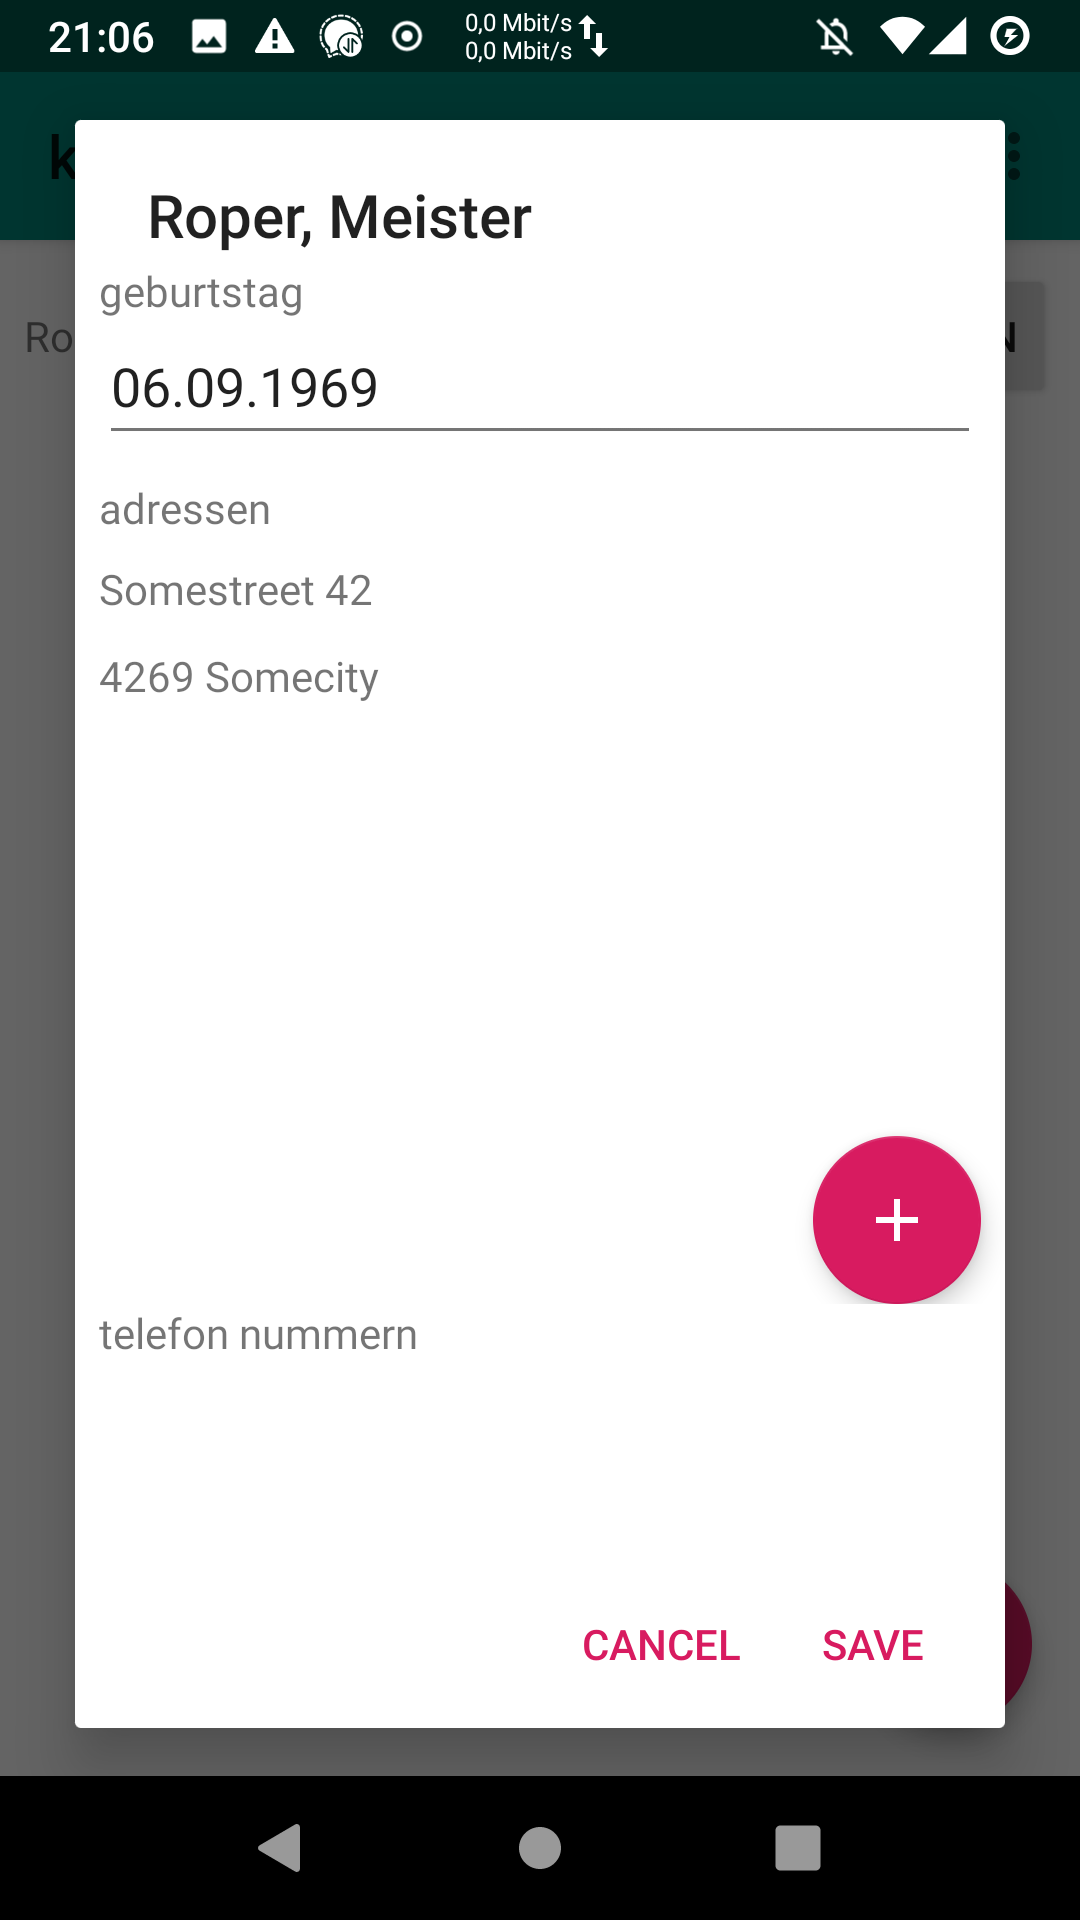 21:06
0,0 Mbit/s
0,0 Mbit/s
Roper, Meister
geburtstag
Ro
06.09.1969
adressen
Somestreet 42
4269 Somecity
telefon nummern
CANCEL SAVE